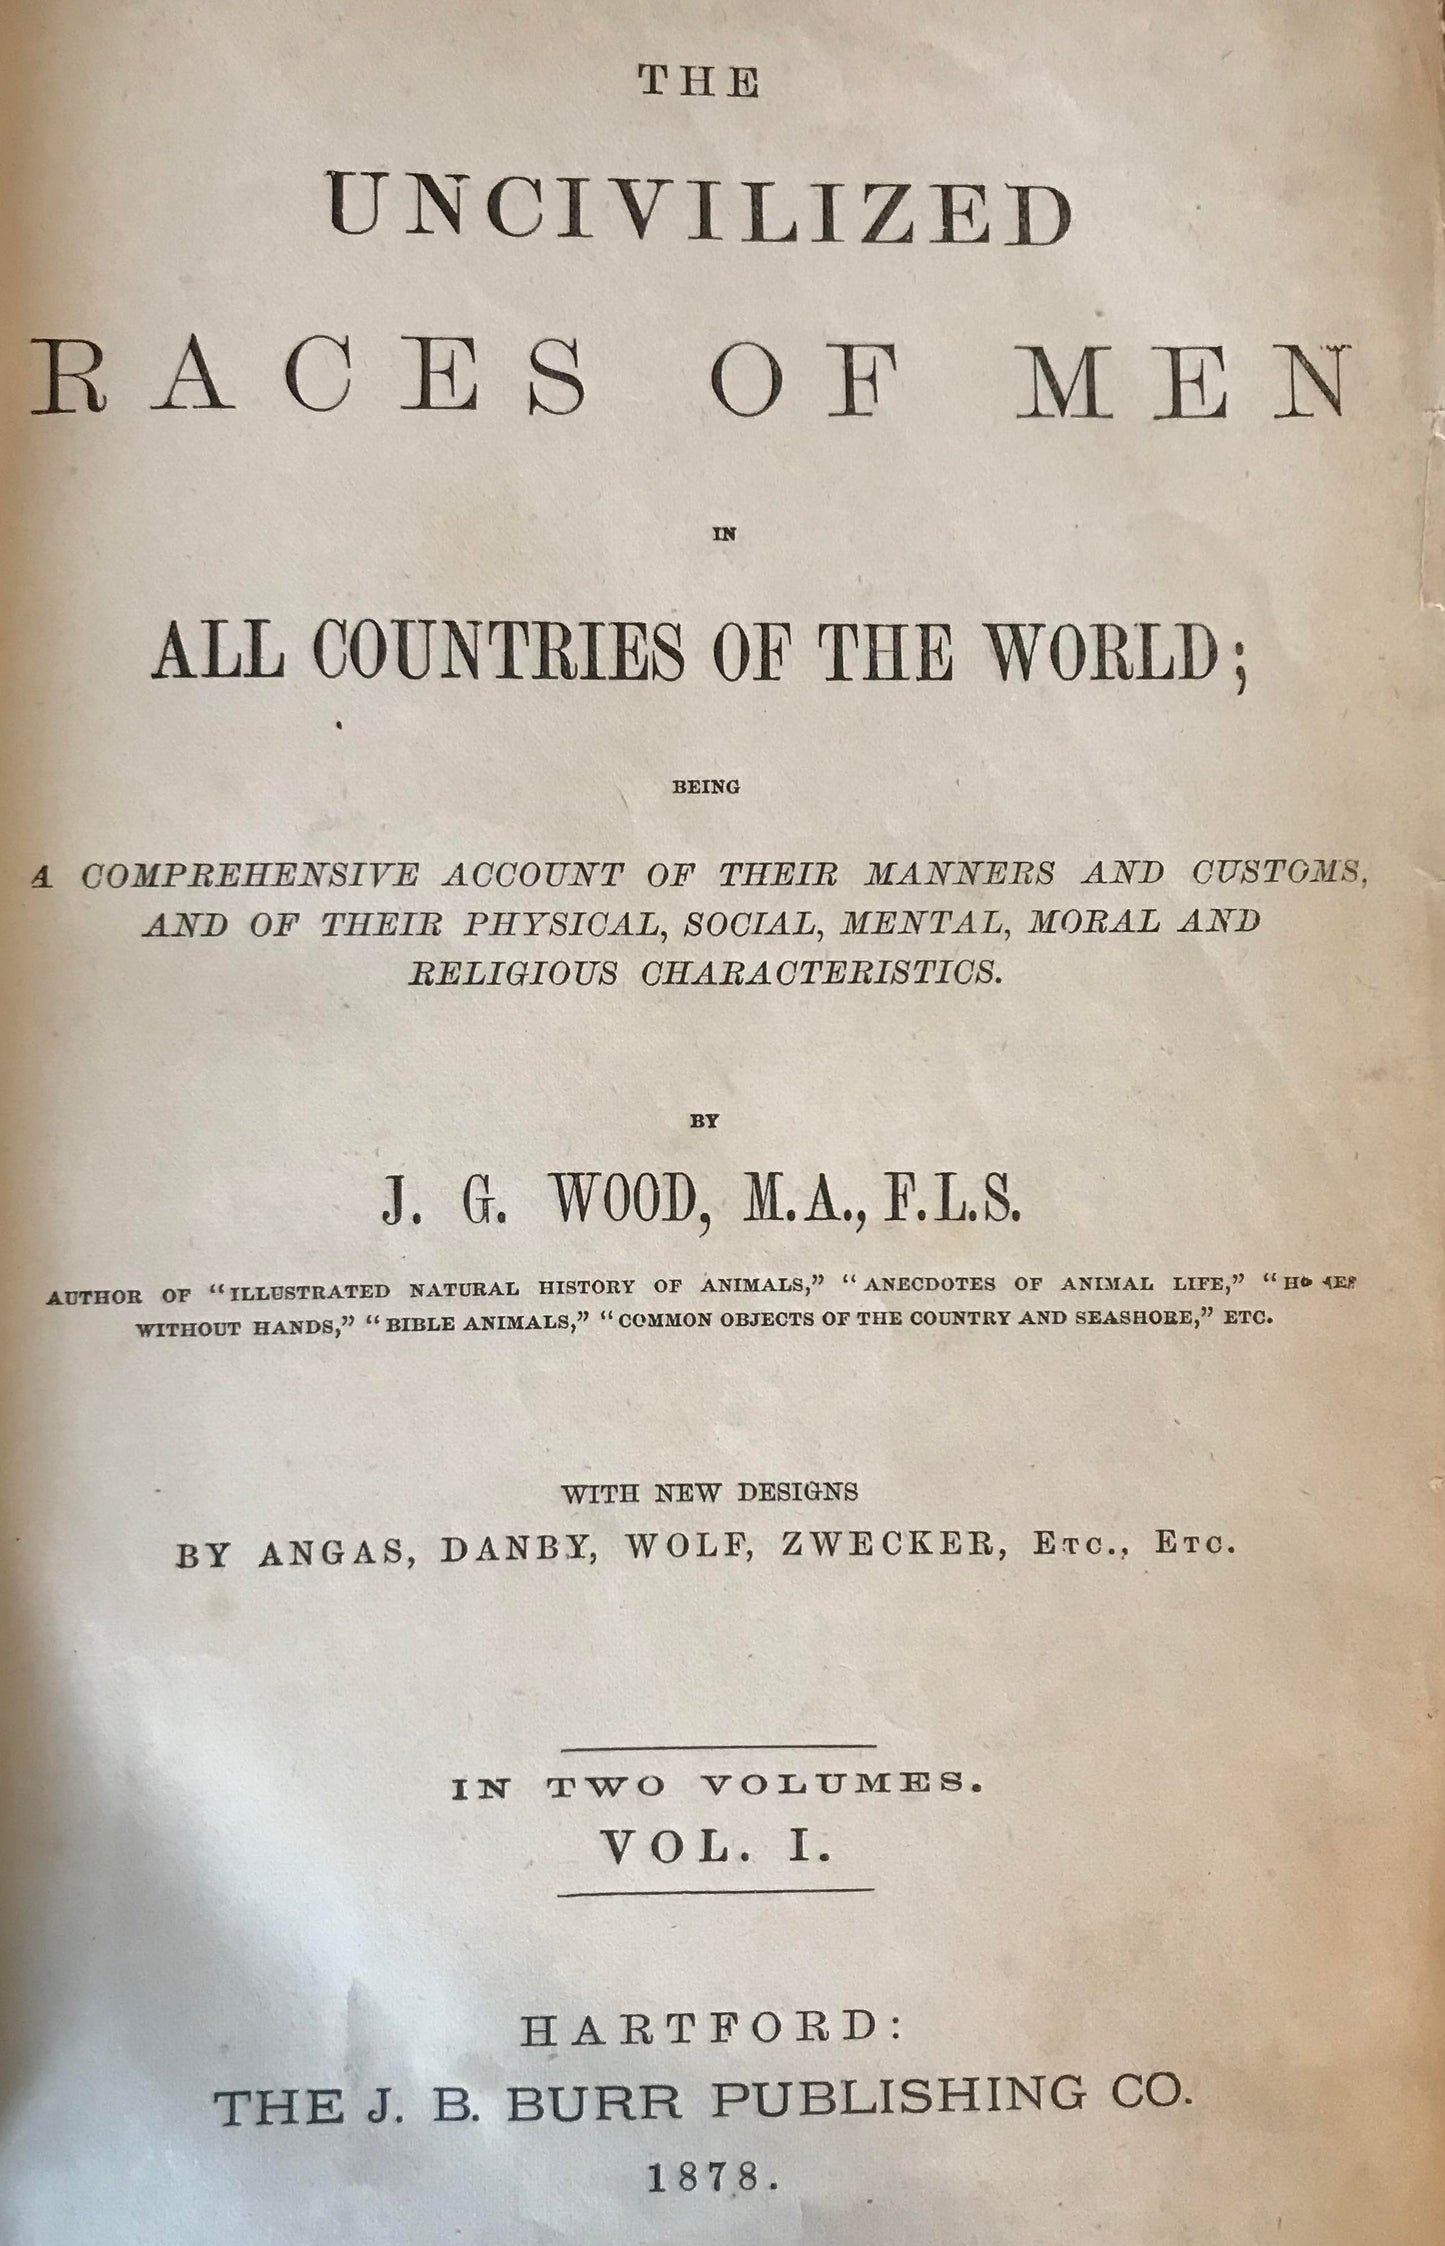 THE
UNCIVILIZED
RACES OF MEN
IN
ALL COUNTRIES OF THE WORLD;
BEING
A COMPREHENSIVE ACCOUNT OF THEIR MANNERS AND CUSTOMS,
AND OF THEIR PHYSICAL, SOCIAL, MENTAL, MORAL AND
RELIGIOUS CHARACTERISTICS.
BY
J. G. WOOD, M.A., F.L.S.
AUTHOR OF “ILLUSTRATED NATURAL HISTORY OF ANIMALS,” “ANECDOTES OF ANIMAL LIFE,” “
WITHOUT HANDS,” “BIBLE ANIMALS,” “COMMON OBJECTS OF THE COUNTRY AND SEASHORE,” ETC.
WITH NEW DESIGNS
BY ANGAS, DANBY, WOLF, ZWECKER, ETC., ETC.
IN TWO VOLUMES.
VOL. I.
HARTFORD:
THE J. B. BURR PUBLISHING CO.
1878.